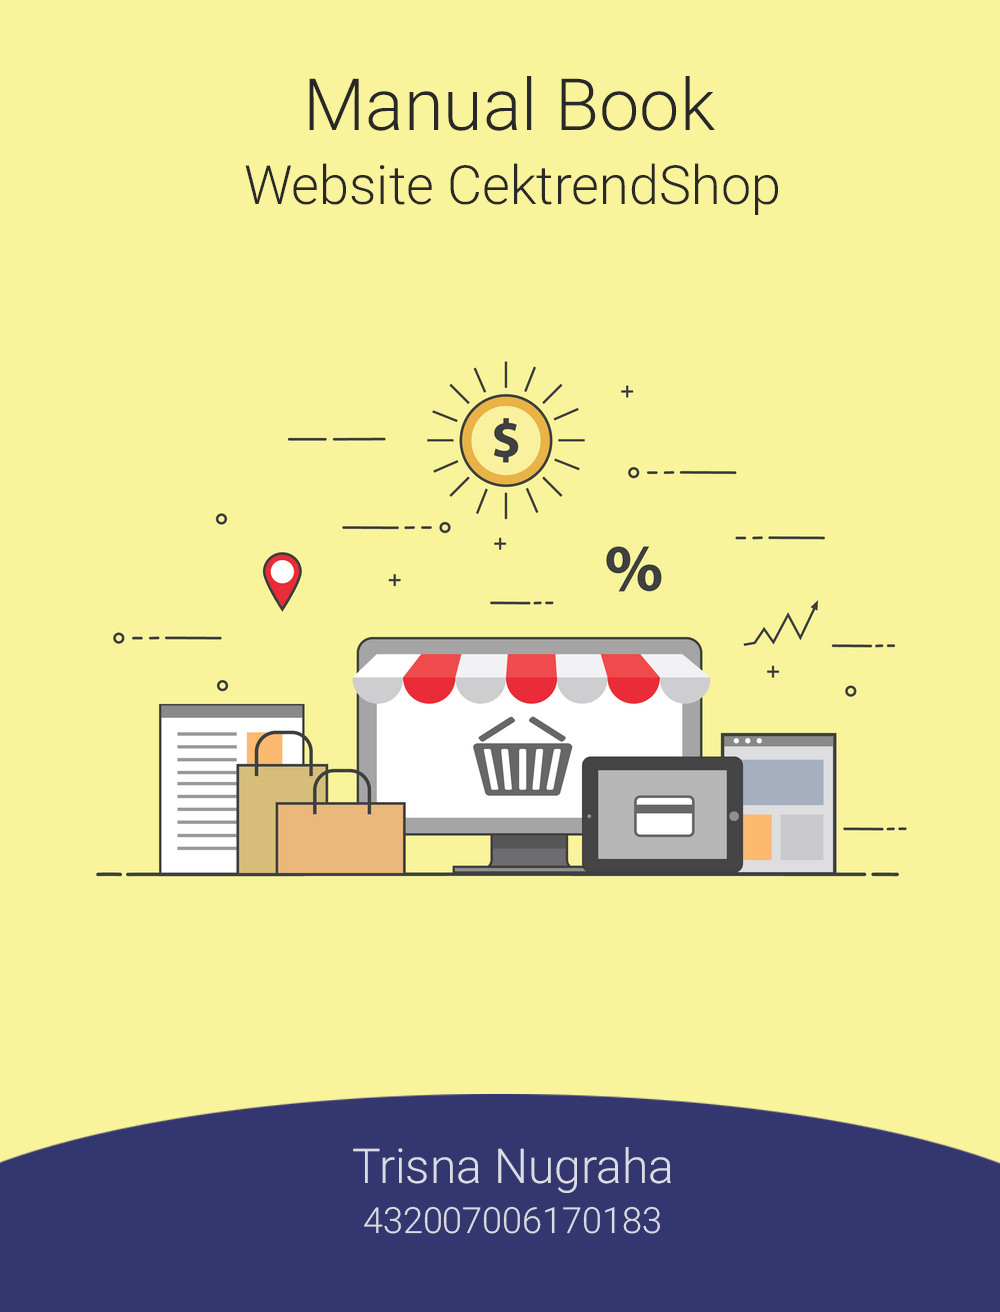 Manual Book
Website CektrendShop
$
%
Trisna Nugraha
432007006170183